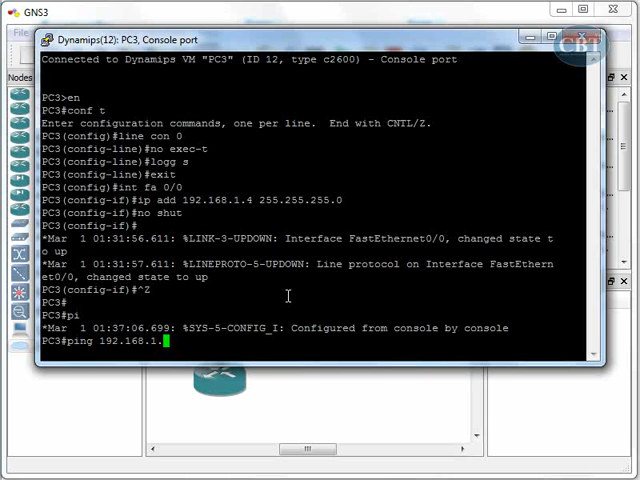 GNS3
CBT
File
Dynamips(12): PC3, Console port
Nodes
Connected to Dynamips VM "PC3" (ID 12, type c2600) - Console port
PC3>en
PC3#conf t
Enter configuration commands, one per line.  End with CNTL/Z.
PC3(config)#line con 0
PC3(config-line)#no exec-t
PC3(config-line)#logg s
PC3(config-line)#exit
PC3(config)#int fa 0/0
PC3(config-if)#ip add 192.168.1.4 255.255.255.0
PC3(config-if)#no shut
PC3(config-if)#
*Mar  1 01:31:56.611: %LINK-3-UPDOWN: Interface FastEthernet0/0, changed state t
o up
*Mar  1 01:31:57.611: %LINEPROTO-5-UPDOWN: Line protocol on Interface FastEthern
et0/0, changed state to up
PC3(config-if)#^Z
PC3#
PC3#pi
*Mar  1 01:37:06.699: %SYS-5-CONFIG_I: Configured from console by console
PC3#ping 192.168.1.